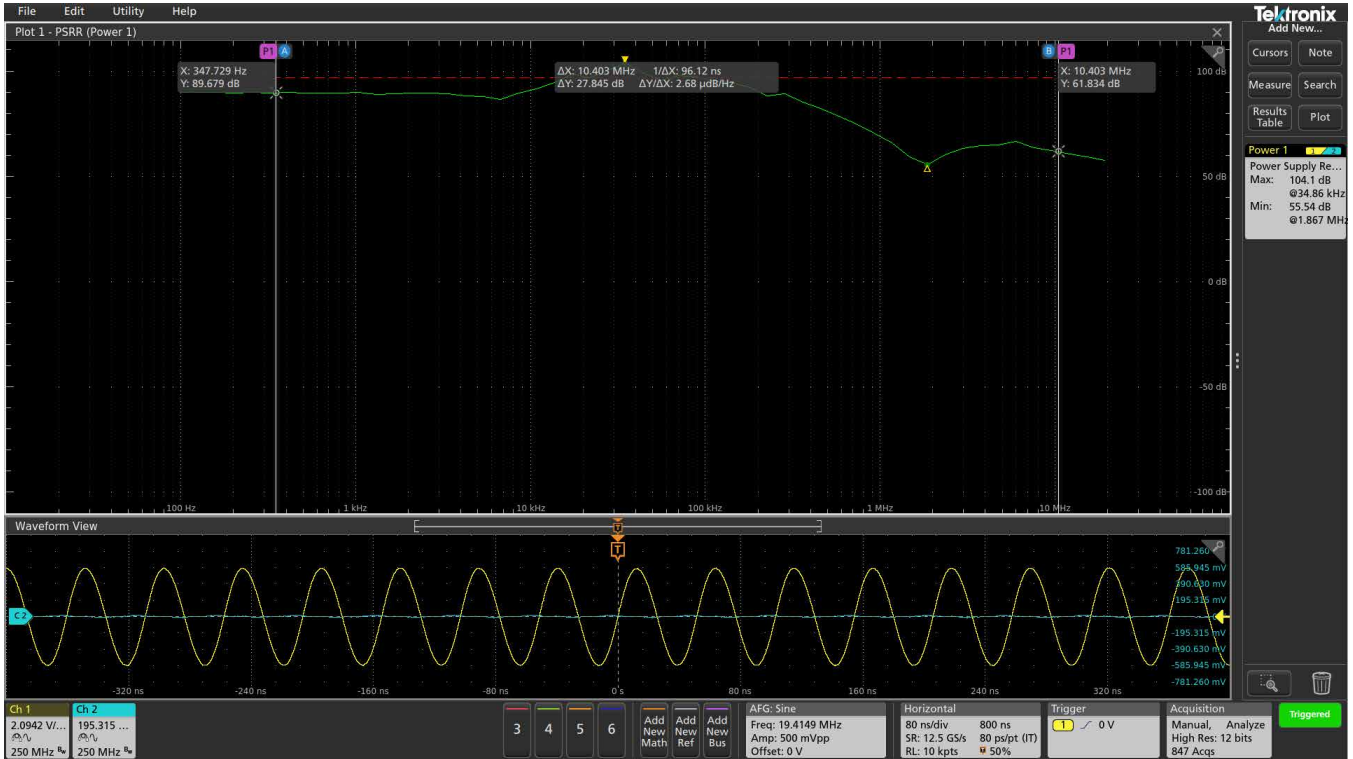 File Edit Utility Help
Tektronix
Add New...
Plot 1 - PSRR (Power 1)
P1 A
B P1
X: 347.729 Hz
Y: 89.679 dB
ΔX: 10.403 MHz 1/ΔX: 96.12 ns
ΔY: 27.845 dB ΔY/ΔX: 2.68 µdB/Hz
X: 10.403 MHz
Y: 61.834 dB
100 dB
50 dB
0 dB
-50 dB
-100 dB
100 Hz 1 kHz 10 kHz 100 kHz 1 MHz 10 MHz
Cursors Note
Measure Search
Results Table Plot
Power 1 1 2
Power Supply Re...
Max: 104.1 dB
@34.86 kHz
Min: 55.54 dB
@1.867 MHz
Waveform View
T
T
C 2
781.260
585.945 mV
390.630 mV
195.315 mV
-195.315 mV
-390.630 mV
-585.945 mV
-781.260 mV
-320 ns -240 ns -160 ns -80 ns 0 s 80 ns 160 ns 240 ns 320 ns
Ch 1
2.0942 V/...
250 MHz Bw
Ch 2
195.315 ...
250 MHz Bw
3 4 5 6
Add New Math
Add New Ref
Add New Bus
AFG: Sine
Freq: 19.4149 MHz
Amp: 500 mVpp
Offset: 0 V
Horizontal
80 ns/div 800 ns
SR: 12.5 GS/s 80 ps/pt (IT)
RL: 10 kpts 50%
Trigger
1 0 V
Acquisition
Manual, Analyze
High Res: 12 bits
847 Acqs
Triggered